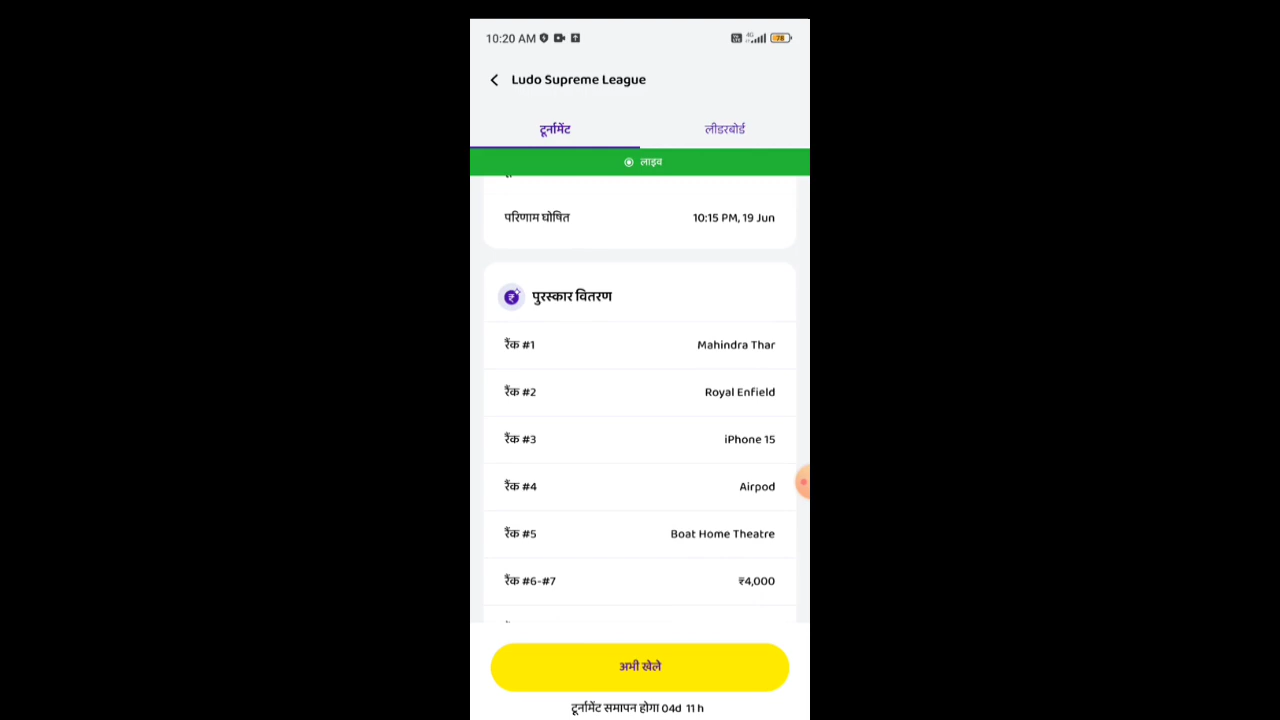 10:20 AM
4G
78
Ludo Supreme League
टूर्नामेंट
लीडरबोर्ड
लाइव
परिणाम घोषित
10:15 PM, 19 Jun
पुरस्कार वितरण
रैंक #1
Mahindra Thar
रैंक #2
Royal Enfield
रैंक #3
iPhone 15
रैंक #4
Airpod
रैंक #5
Boat Home Theatre
रैंक #6-#7
₹4,000
अभी खेले
टूर्नामेंट समापन होगा 04d 11 h